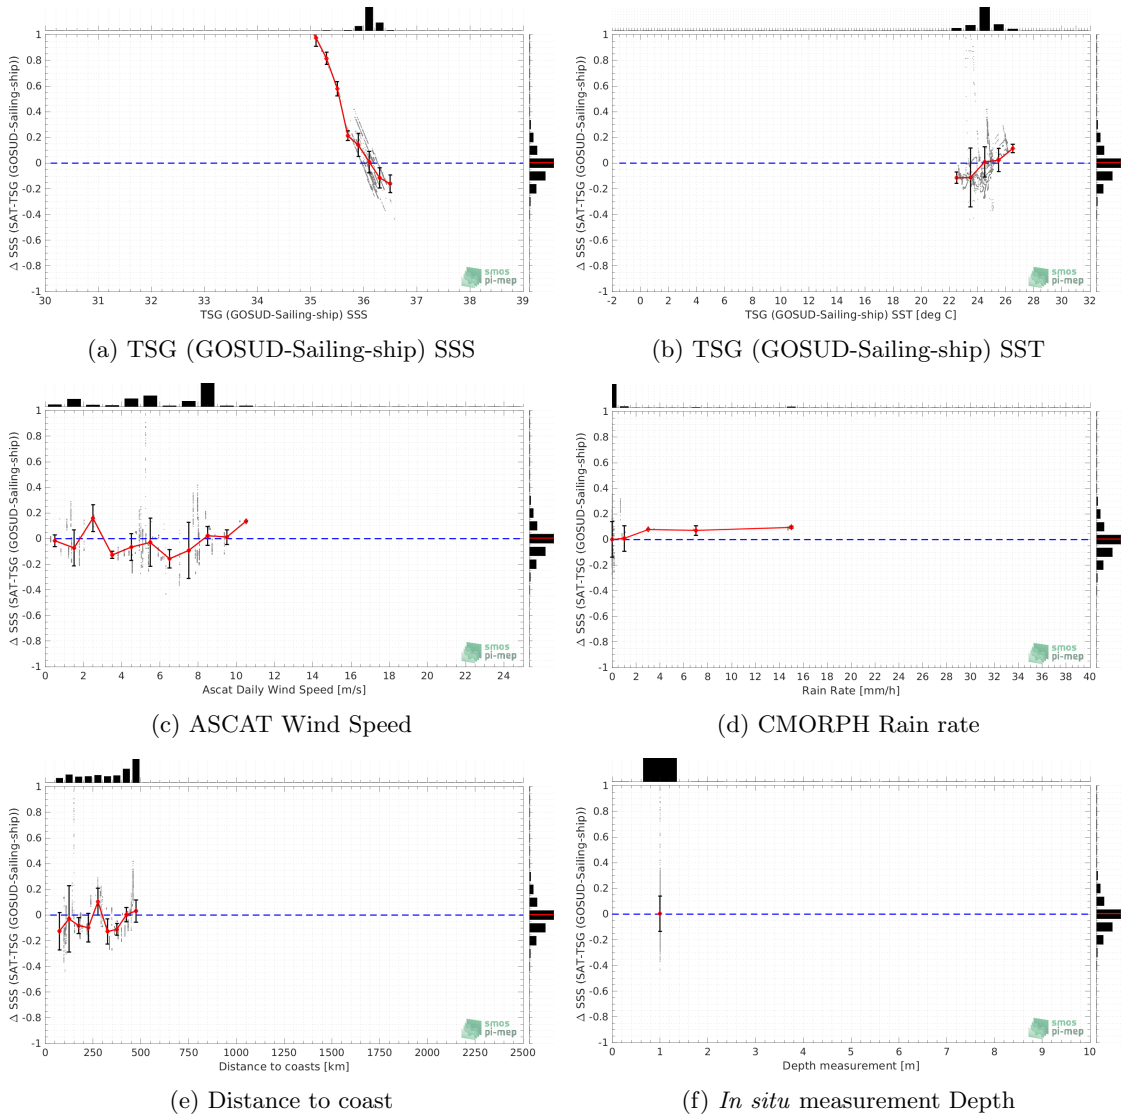 1
0.8
0.6
0.4
0.2
0
-0.2
-0.4
-0.6
-0.8
-1
Δ SSS (SAT-TSG (GOSUD-Sailing-ship))
30 31 32 33 34 35 36 37 38 39
TSG (GOSUD-Sailing-ship) SSS
smos
pi-mep
(a) TSG (GOSUD-Sailing-ship) SSS
1
0.8
0.6
0.4
0.2
0
-0.2
-0.4
-0.6
-0.8
-1
Δ SSS (SAT-TSG (GOSUD-Sailing-ship))
-2 0 2 4 6 8 10 12 14 16 18 20 22 24 26 28 30 32
TSG (GOSUD-Sailing-ship) SST [deg C]
smos
pi-mep
(b) TSG (GOSUD-Sailing-ship) SST
1
0.8
0.6
0.4
0.2
0
-0.2
-0.4
-0.6
-0.8
-1
Δ SSS (SAT-TSG (GOSUD-Sailing-ship))
0 2 4 6 8 10 12 14 16 18 20 22 24
Ascat Daily Wind Speed [m/s]
smos
pi-mep
(c) ASCAT Wind Speed
1
0.8
0.6
0.4
0.2
0
-0.2
-0.4
-0.6
-0.8
-1
Δ SSS (SAT-TSG (GOSUD-Sailing-ship))
0 2 4 6 8 10 12 14 16 18 20 22 24 26 28 30 32 34 36 38 40
Rain Rate [mm/h]
smos
pi-mep
(d) CMORPH Rain rate
1
0.8
0.6
0.4
0.2
0
-0.2
-0.4
-0.6
-0.8
-1
Δ SSS (SAT-TSG (GOSUD-Sailing-ship))
0 250 500 750 1000 1250 1500 1750 2000 2250 2500
Distance to coasts [km]
smos
pi-mep
(e) Distance to coast
1
0.8
0.6
0.4
0.2
0
-0.2
-0.4
-0.6
-0.8
-1
Δ SSS (SAT-TSG (GOSUD-Sailing-ship))
0 1 2 3 4 5 6 7 8 9 10
Depth measurement [m]
smos
pi-mep
(f) In situ measurement Depth